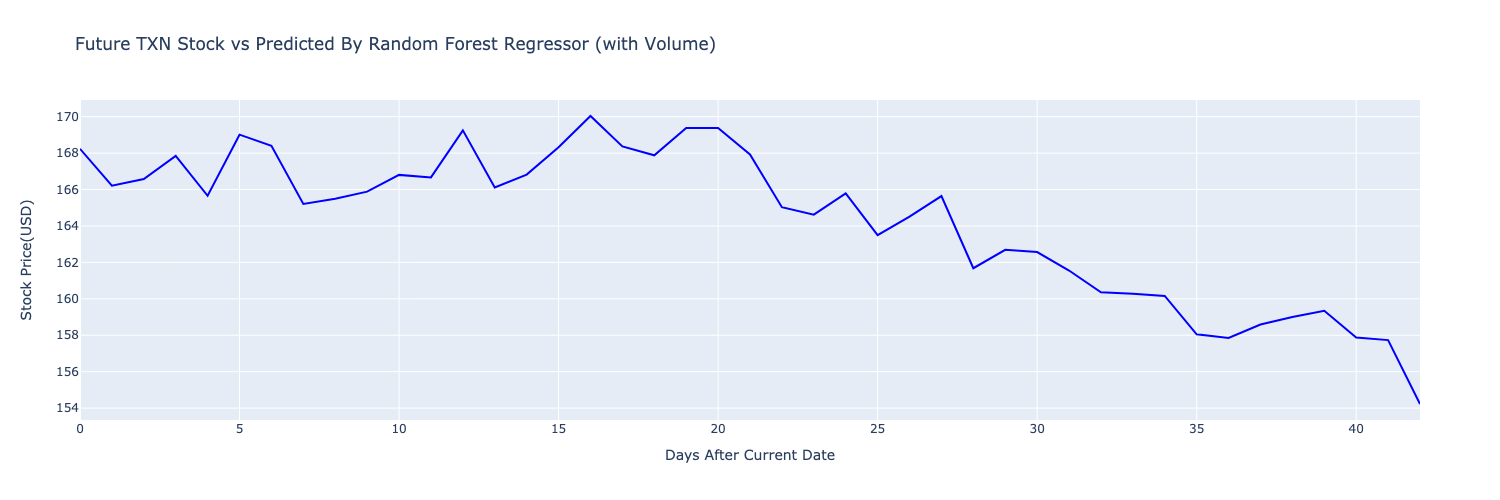 Future TXN Stock vs Predicted By Random Forest Regressor (with Volume)
170
168
166
164
162
160
158
156
154
Stock Price(USD)
0 5 10 15 20 25 30 35 40
Days After Current Date